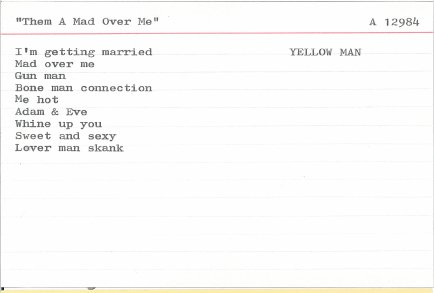 "Them A Mad Over Me" A 12984
I'm getting married YELLOW MAN
Mad over me
Gun man
Bone man connection
Me hot
Adam & Eve
Whine up you
Sweet and sexy
Lover man skank